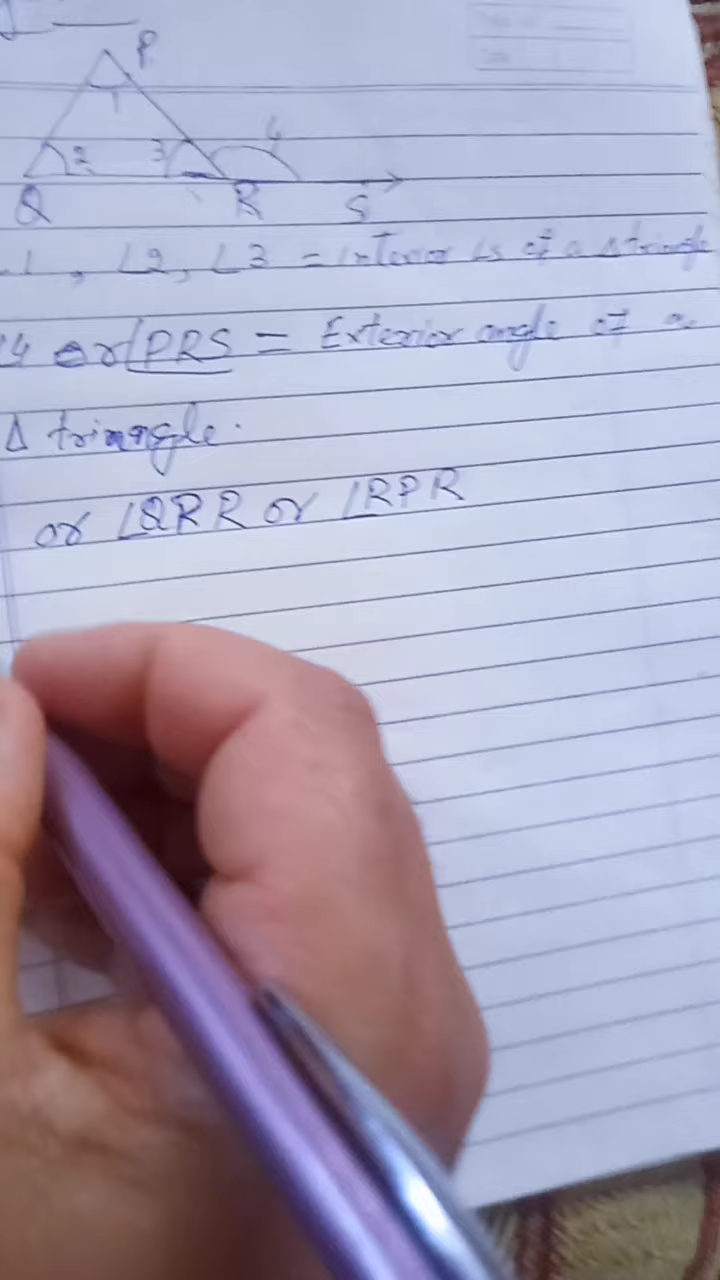 P
1
2 3 4
Q R S
∠1, ∠2, ∠3 = Interior ∠s of a Δ triangle
∠4 or ∠PRS = Exterior angle of a
Δ triangle.
or ∠QRR or ∠RPR